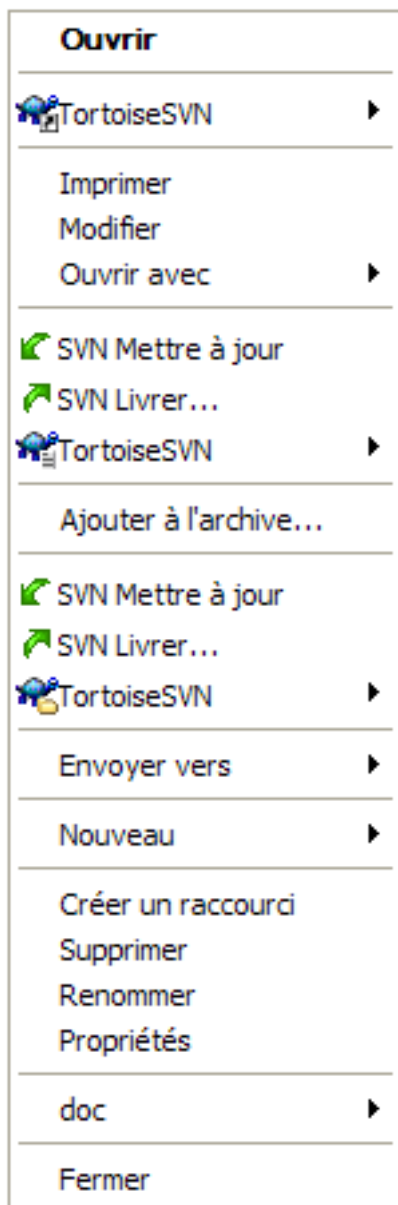 Ouvrir
TortoiseSVN
Imprimer
Modifier
Ouvrir avec
SVN Mettre à jour
SVN Livrer...
TortoiseSVN
Ajouter à l'archive...
SVN Mettre à jour
SVN Livrer...
TortoiseSVN
Envoyer vers
Nouveau
Créer un raccourci
Supprimer
Renommer
Propriétés
doc
Fermer